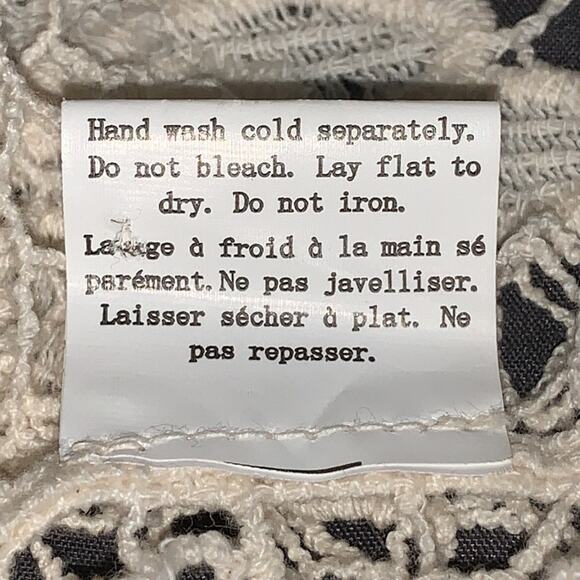 Hand wash cold separately.
Do not bleach. Lay flat to
dry. Do not iron.
Lavage à froid à la main sé
parément. Ne pas javelliser.
Laisser sécher à plat. Ne
pas repasser.